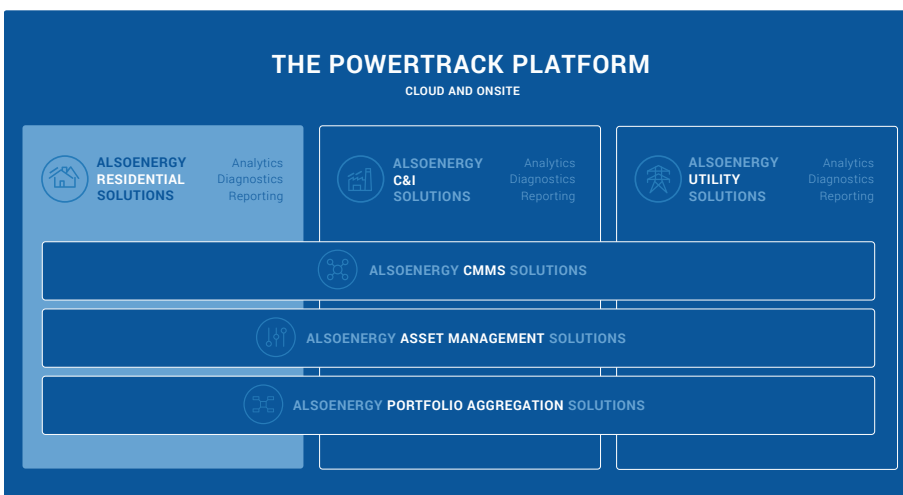 THE POWERTRACK PLATFORM
CLOUD AND ONSITE
ALSOENERGY
RESIDENTIAL
SOLUTIONS
Analytics
Diagnostics
Reporting
ALSOENERGY
C&I
SOLUTIONS
Analytics
Diagnostics
Reporting
ALSOENERGY
UTILITY
SOLUTIONS
Analytics
Diagnostics
Reporting
ALSOENERGY CMMS SOLUTIONS
ALSOENERGY ASSET MANAGEMENT SOLUTIONS
ALSOENERGY PORTFOLIO AGGREGATION SOLUTIONS